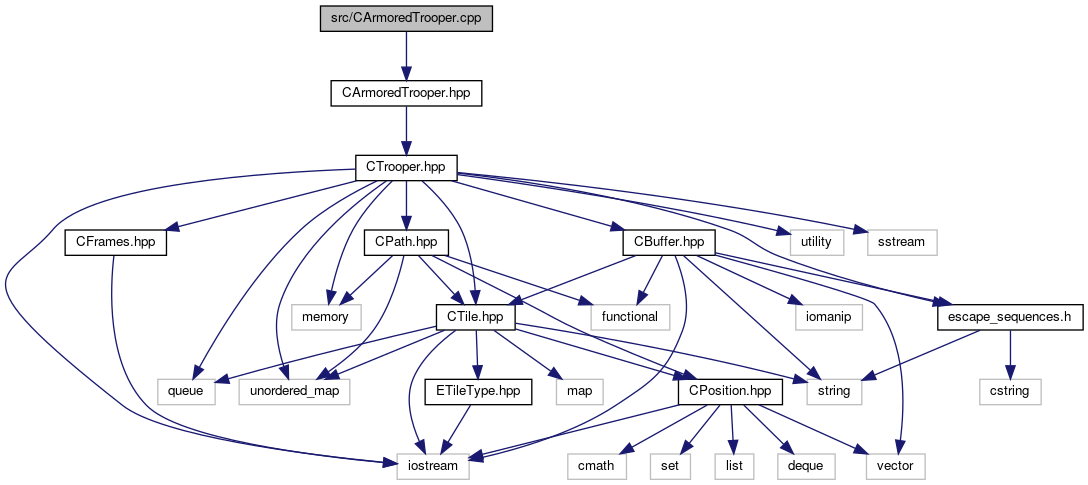 src/CArmoredTrooper.cpp
CArmoredTrooper.hpp
CTrooper.hpp
CFrames.hpp
CPath.hpp
CBuffer.hpp
utility
sstream
memory
CTile.hpp
functional
iomanip
escape_sequences.h
queue
unordered_map
ETileType.hpp
map
CPosition.hpp
string
cstring
iostream
cmath
set
list
deque
vector